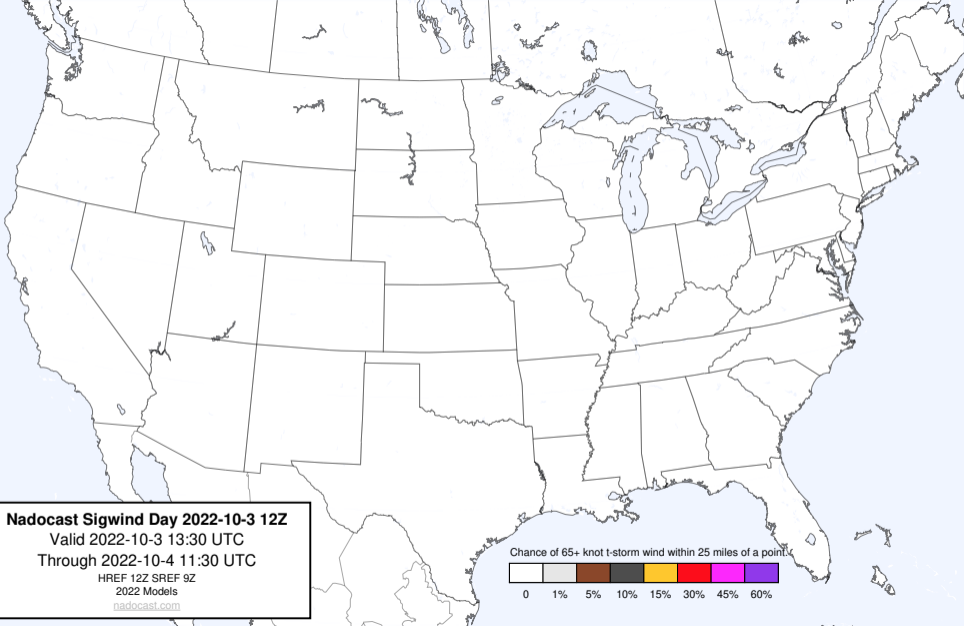 Nadocast Sigwind Day 2022-10-3 12Z
Valid 2022-10-3 13:30 UTC
Through 2022-10-4 11:30 UTC
HREF 12Z SREF 9Z
2022 Models
nadocast.com
Chance of 65+ knot t-storm wind within 25 miles of a point.
0 1% 5% 10% 15% 30% 45% 60%